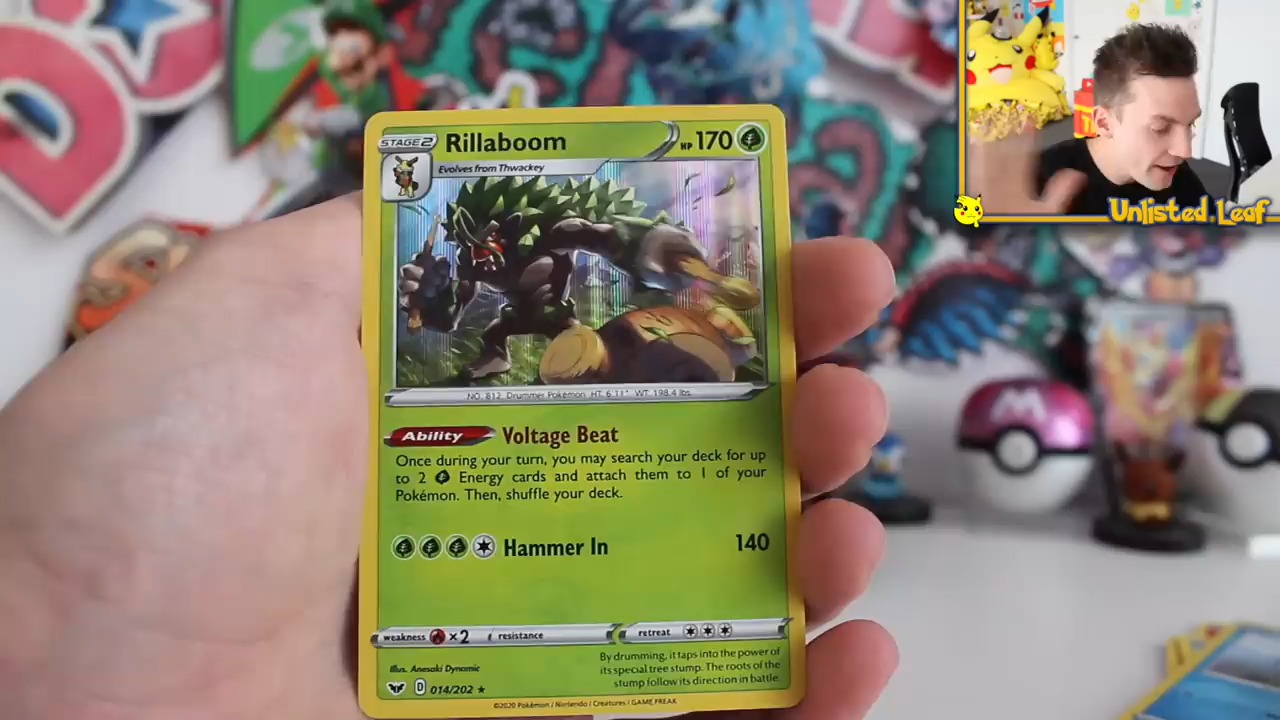 STAGE2
Rillaboom
HP 170
Evolves from Thwackey
NO. 812 Drummer Pokémon HT. 6'11" WT. 198.4 lbs.
Ability Voltage Beat
Once during your turn, you may search your deck for up
to 2 Energy cards and attach them to 1 of your
Pokémon. Then, shuffle your deck.
Hammer In 140
weakness ×2 resistance retreat
Illus. Anesaki Dynamic
By drumming, it taps into the power of
its special tree stump. The roots of the
stump follow its direction in battle.
D 014/202 ★
©2020 Pokémon / Nintendo / Creatures / GAME FREAK
Unlisted Leaf
M